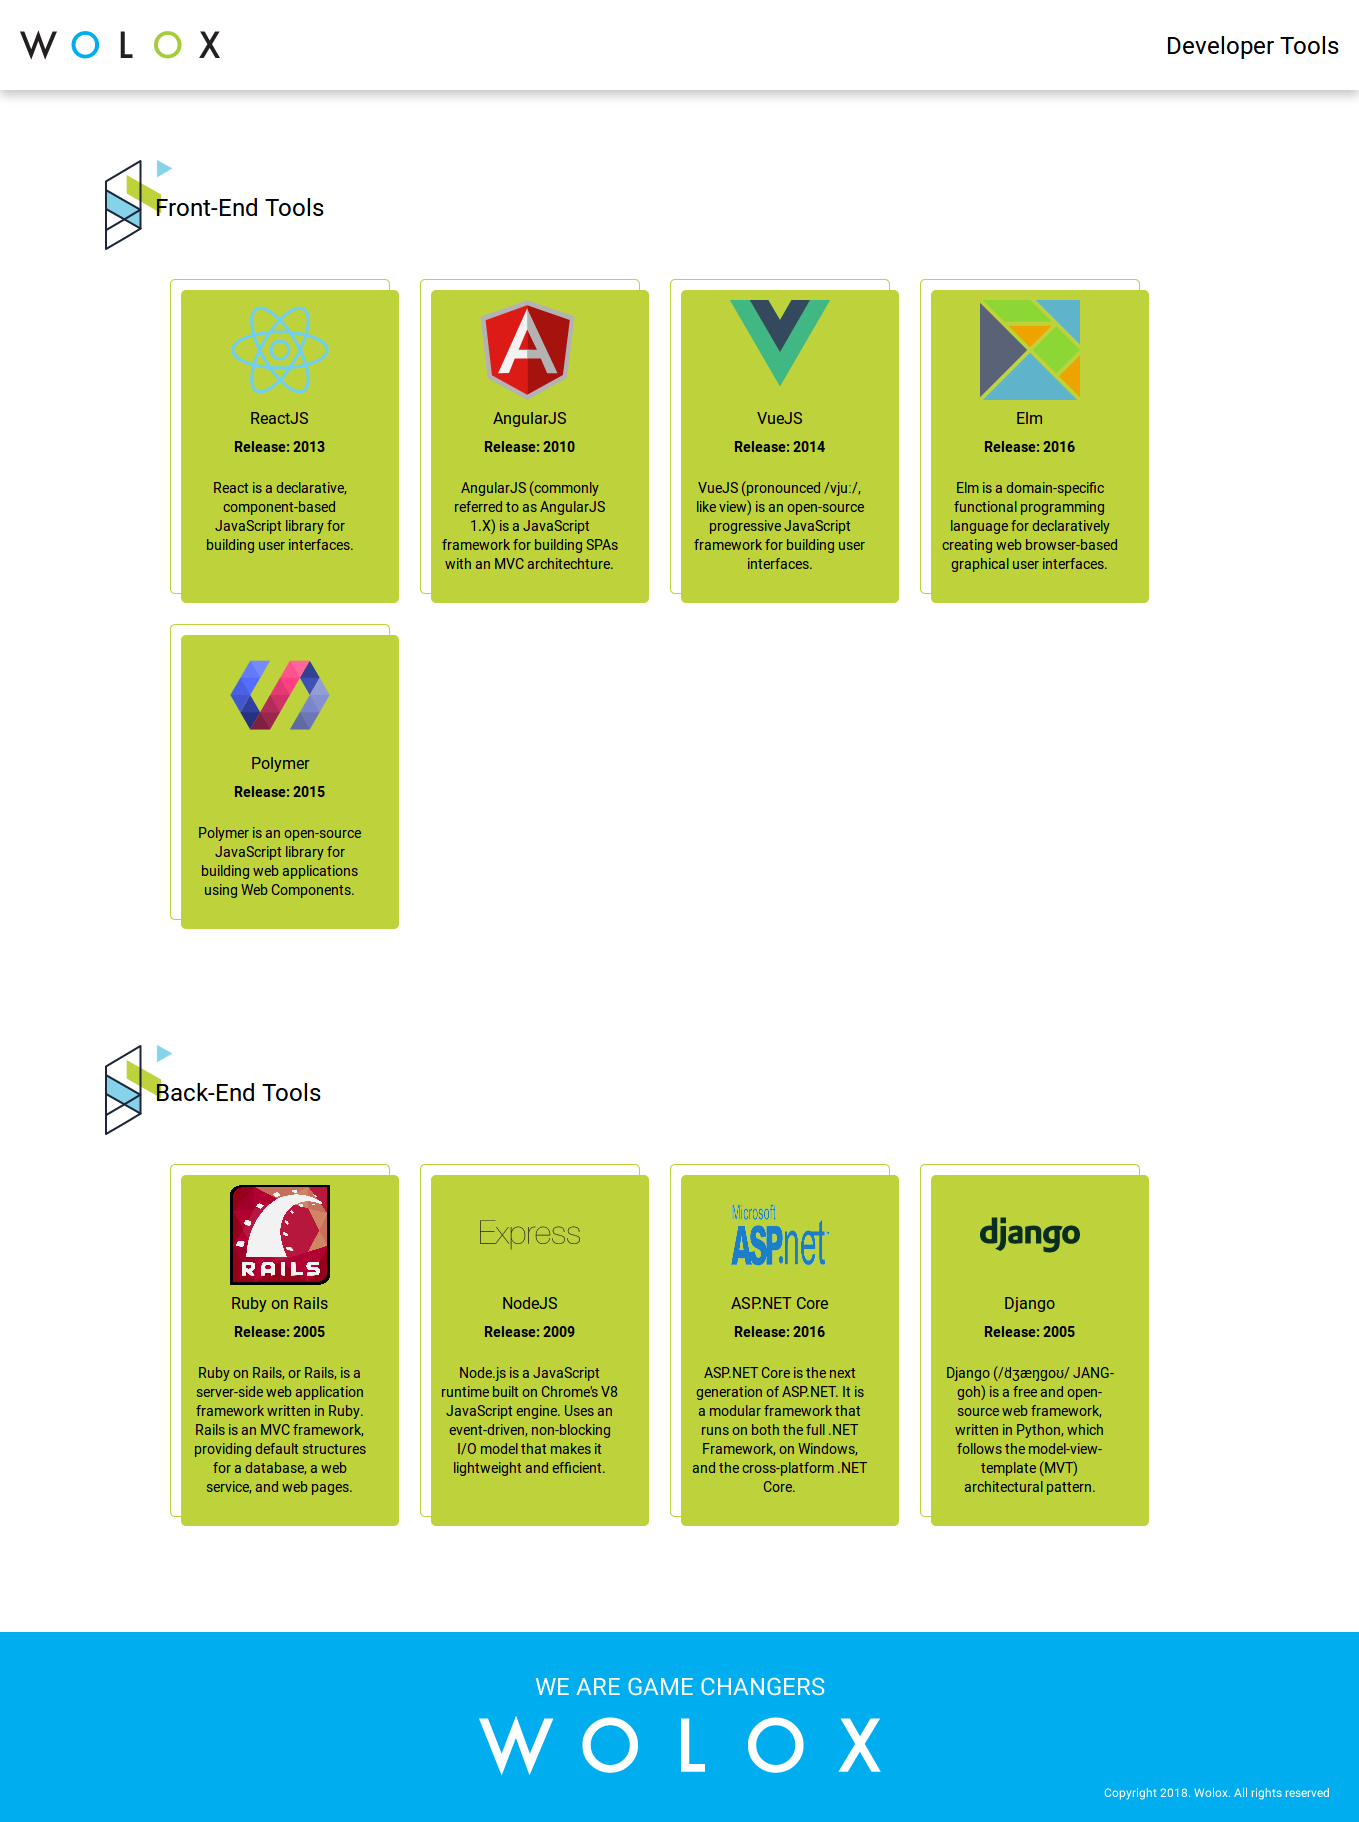 WOLOX
Developer Tools
Front-End Tools
ReactJS
Release: 2013
React is a declarative,
component-based
JavaScript library for
building user interfaces.
AngularJS
Release: 2010
AngularJS (commonly
referred to as AngularJS
1.X) is a JavaScript
framework for building SPAs
with an MVC architechture.
VueJS
Release: 2014
VueJS (pronounced /vjuː/,
like view) is an open-source
progressive JavaScript
framework for building user
interfaces.
Elm
Release: 2016
Elm is a domain-specific
functional programming
language for declaratively
creating web browser-based
graphical user interfaces.
Polymer
Release: 2015
Polymer is an open-source
JavaScript library for
building web applications
using Web Components.
Back-End Tools
RAILS
Ruby on Rails
Release: 2005
Ruby on Rails, or Rails, is a
server-side web application
framework written in Ruby.
Rails is an MVC framework,
providing default structures
for a database, a web
service, and web pages.
Express
NodeJS
Release: 2009
Node.js is a JavaScript
runtime built on Chrome's V8
JavaScript engine. Uses an
event-driven, non-blocking
I/O model that makes it
lightweight and efficient.
Microsoft
ASP.net
ASP.NET Core
Release: 2016
ASP.NET Core is the next
generation of ASP.NET. It is
a modular framework that
runs on both the full .NET
Framework, on Windows,
and the cross-platform .NET
Core.
django
Django
Release: 2005
Django (/ˈdʒæŋɡoʊ/ JANG-
goh) is a free and open-
source web framework,
written in Python, which
follows the model-view-
template (MVT)
architectural pattern.
WE ARE GAME CHANGERS
WOLOX
Copyright 2018. Wolox. All rights reserved